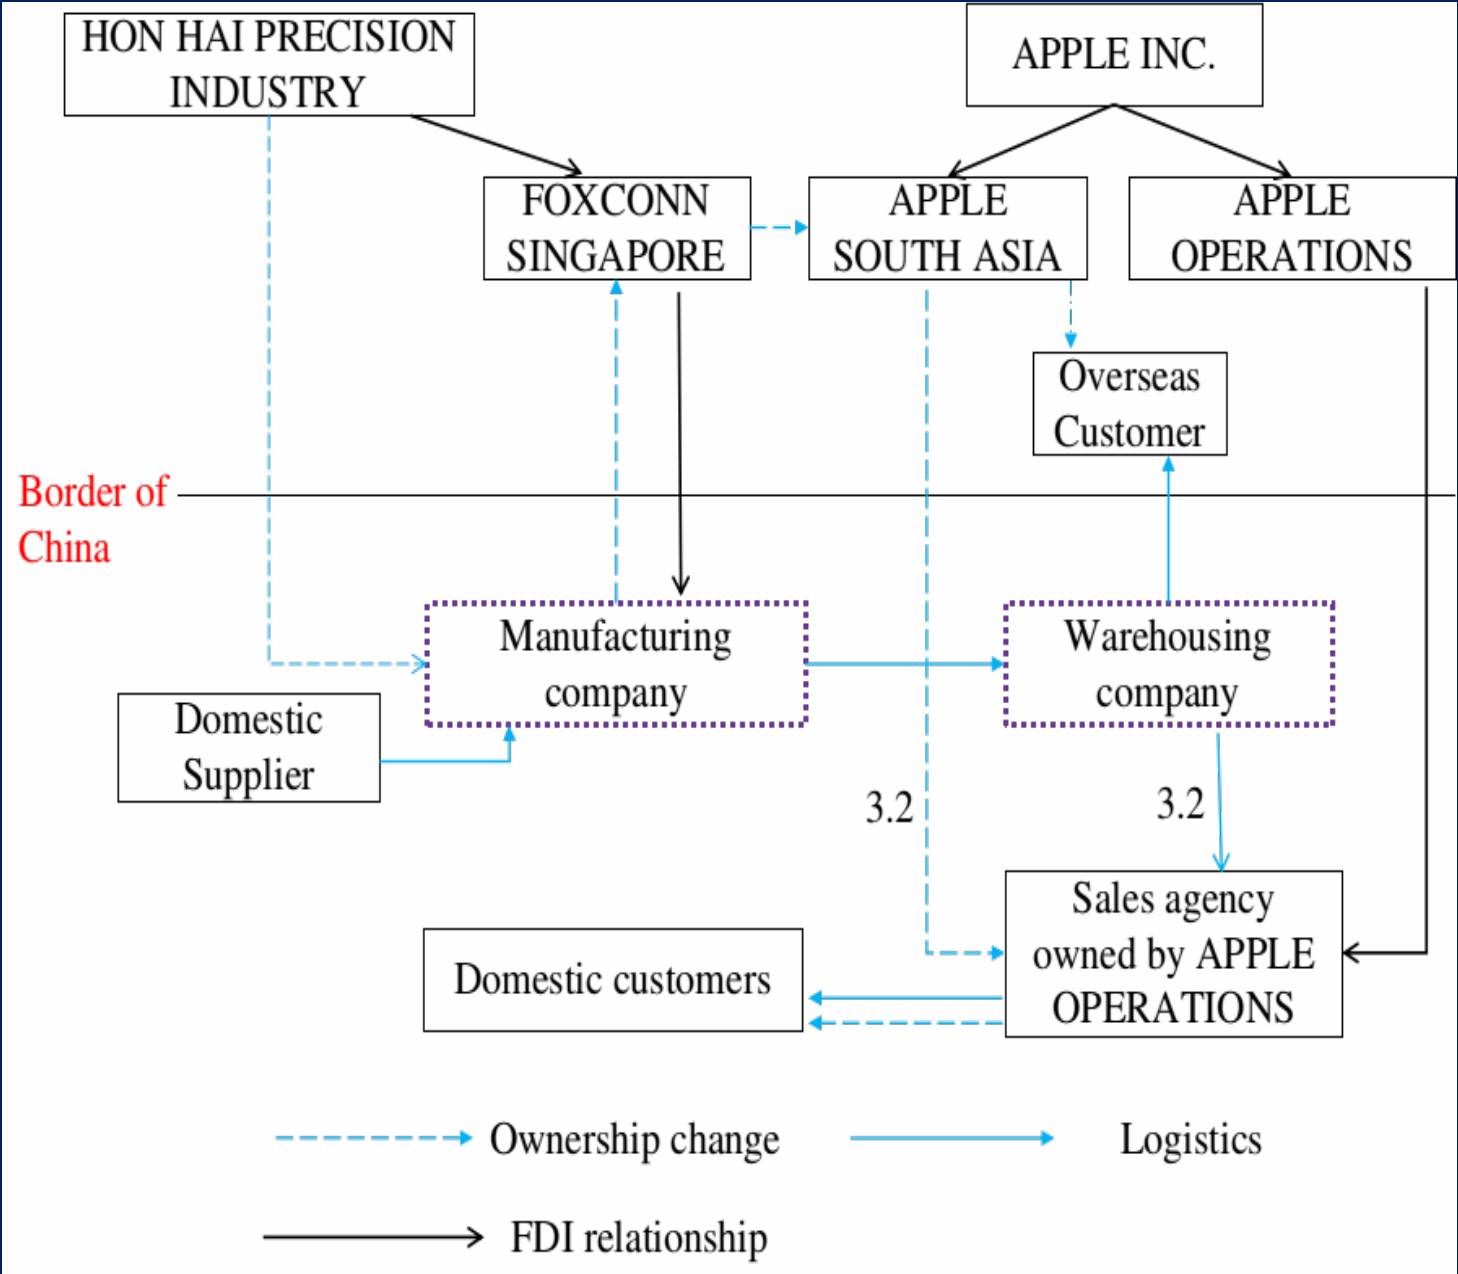 HON HAI PRECISION
INDUSTRY
APPLE INC.
FOXCONN
SINGAPORE
APPLE
SOUTH ASIA
APPLE
OPERATIONS
Overseas
Customer
Border of
China
Manufacturing
company
Warehousing
company
Domestic
Supplier
3.2
3.2
Sales agency
owned by APPLE
OPERATIONS
Domestic customers
Ownership change
Logistics
FDI relationship